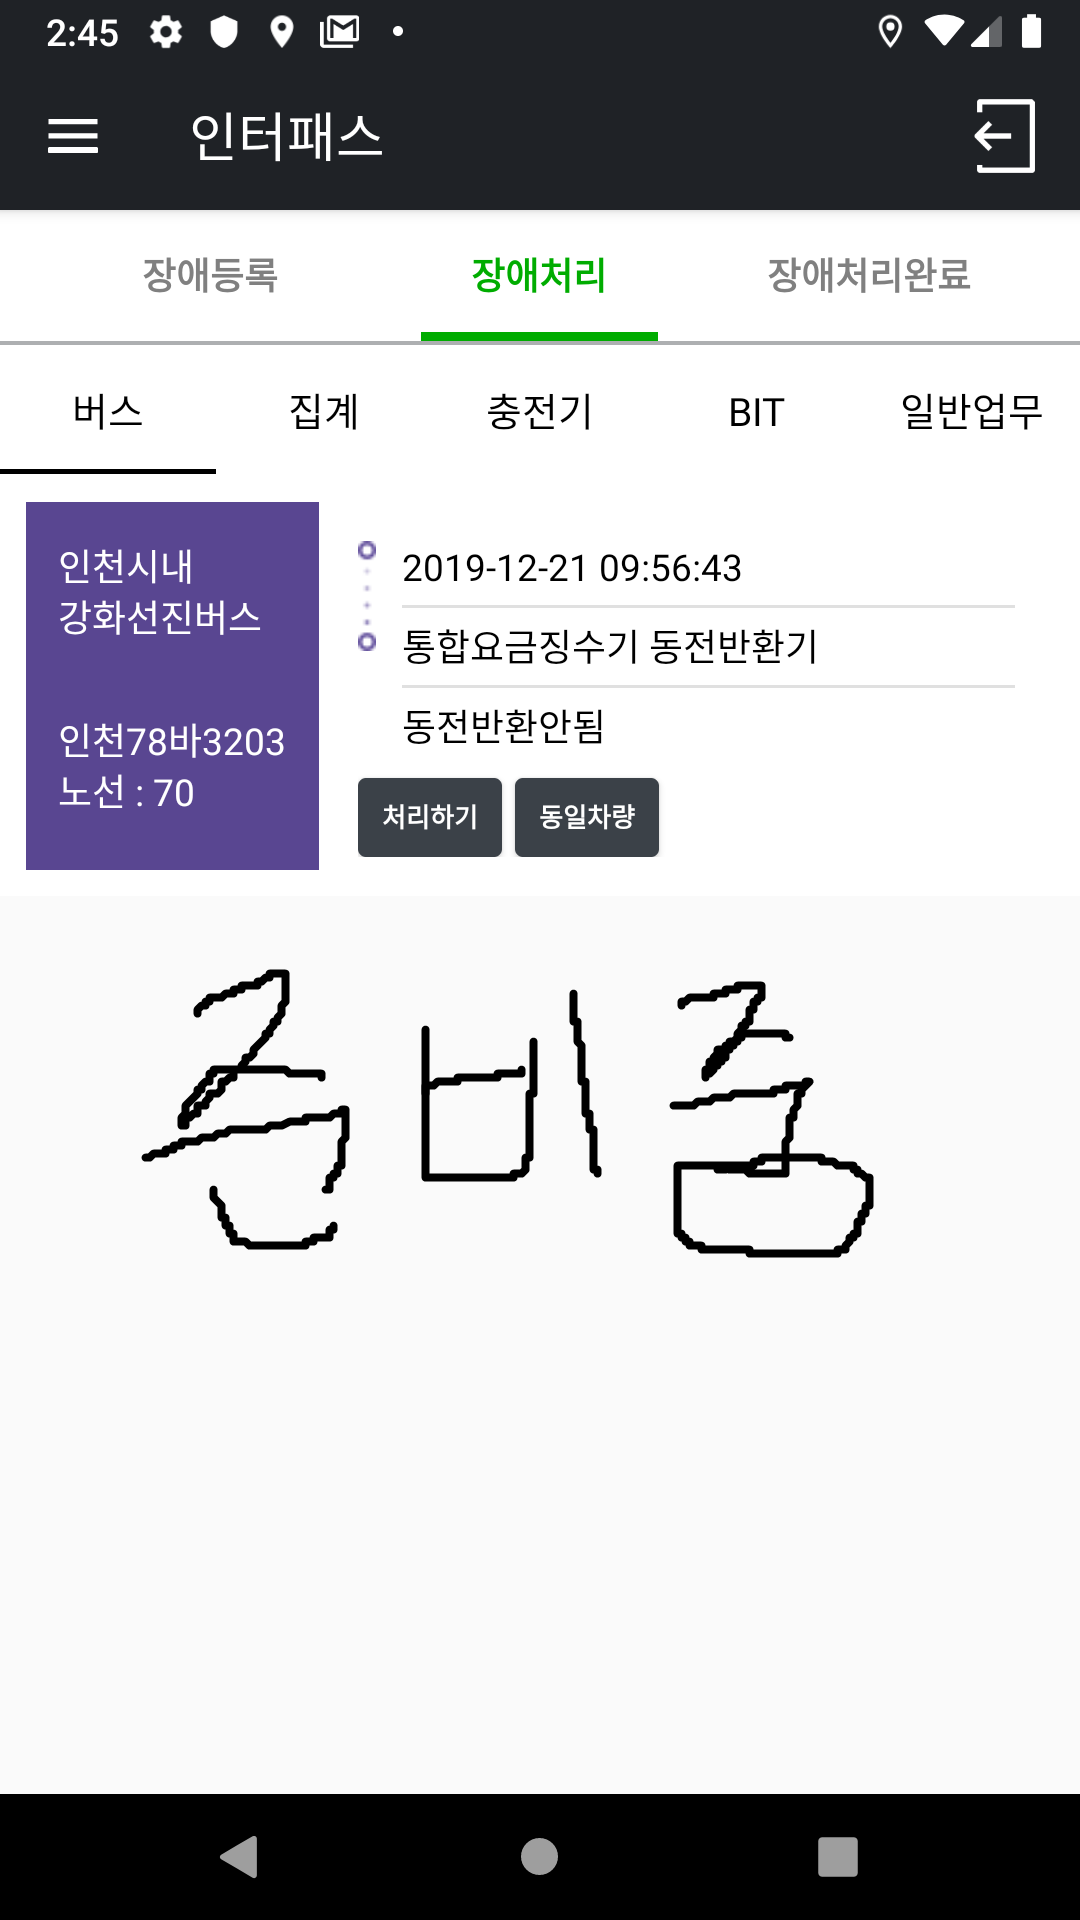 2:45
인터패스
장애등록 장애처리 장애처리완료
버스 집계 충전기 BIT 일반업무
인천시내
강화선진버스
인천78바3203
노선 : 70
2019-12-21 09:56:43
통합요금징수기 동전반환기
동전반환안됨
처리하기 동일차량